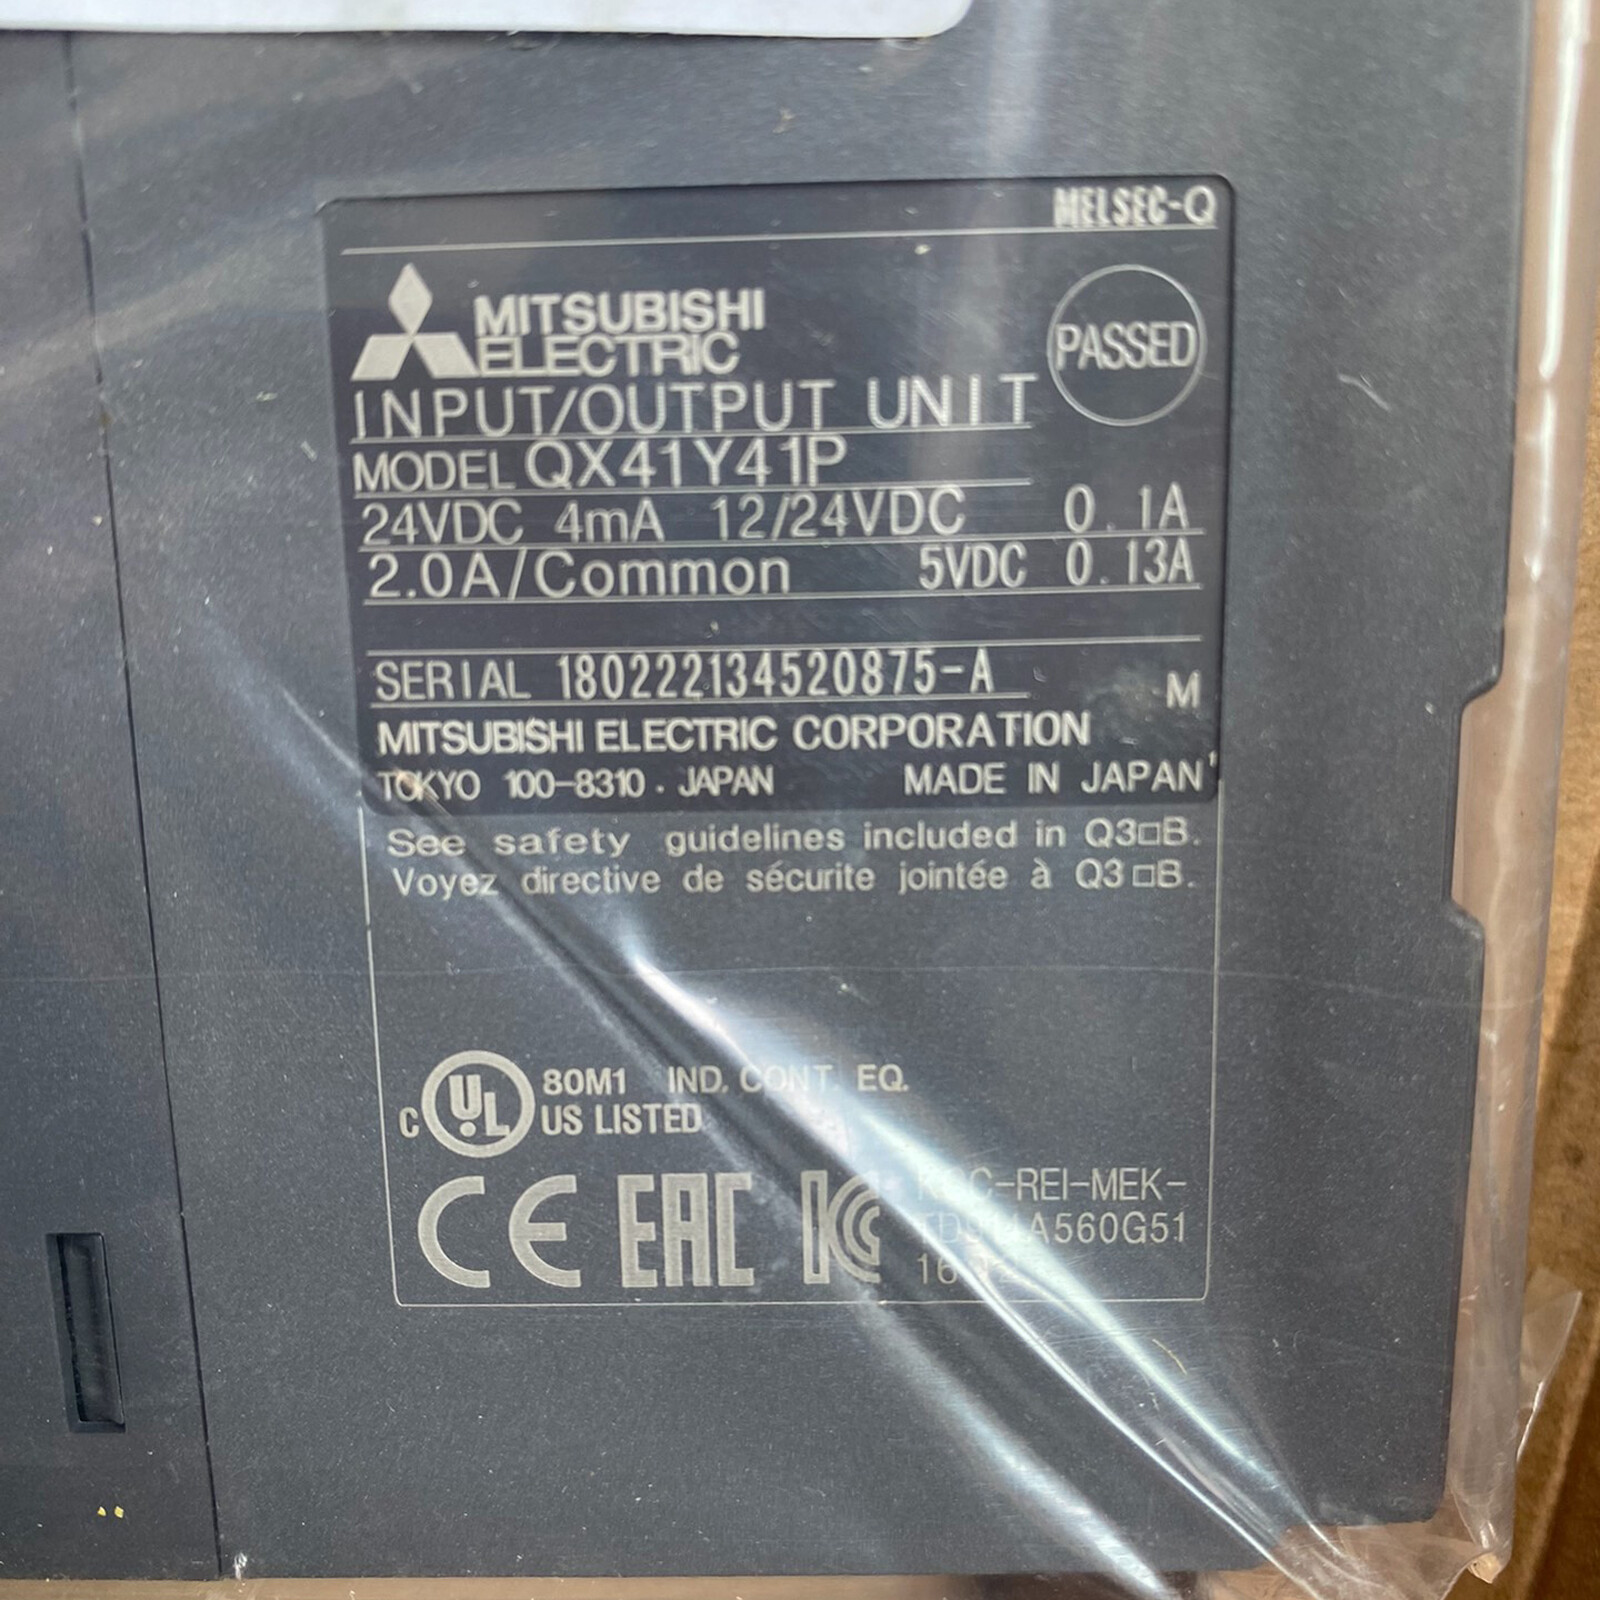 MELSEC-Q
MITSUBISHI
ELECTRIC
PASSED
INPUT/OUTPUT UNIT
MODEL QX41Y41P
24VDC 4mA 12/24VDC 0.1A
2.0A/Common 5VDC 0.13A
SERIAL 180222134520875-A
M
MITSUBISHI ELECTRIC CORPORATION
TOKYO 100-8310, JAPAN MADE IN JAPAN
See safety guidelines included in Q3□B.
Voyez directive de sécurite jointée à Q3□B.
C UL 80M1 IND. CONT. EQ.
US LISTED
CE EAC